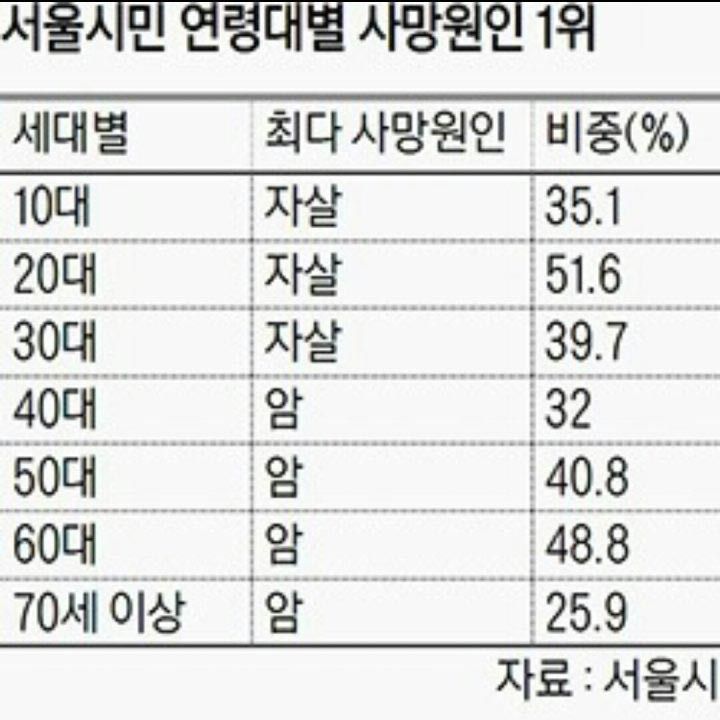 서울시민 연령대별 사망원인 1위
세대별 최다 사망원인 비중(%)
10대 자살 35.1
20대 자살 51.6
30대 자살 39.7
40대 암 32
50대 암 40.8
60대 암 48.8
70세 이상 암 25.9
자료 : 서울시